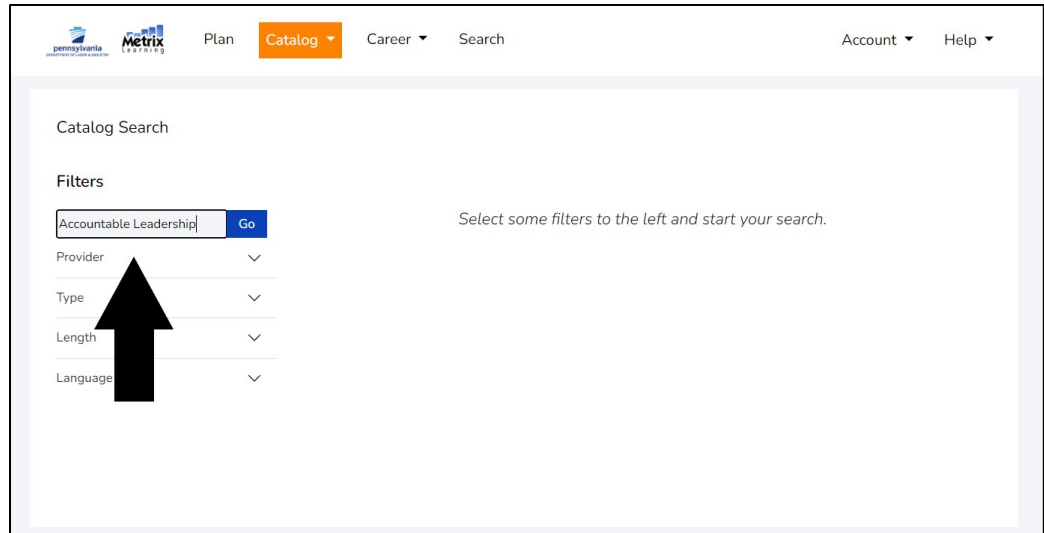 pennsylvania
DEPARTMENT OF LABOR & INDUSTRY
Metrix
Learning
Plan
Catalog
Career
Search
Account
Help
Catalog Search
Filters
Accountable Leadership
Go
Select some filters to the left and start your search.
Provider
Type
Length
Language